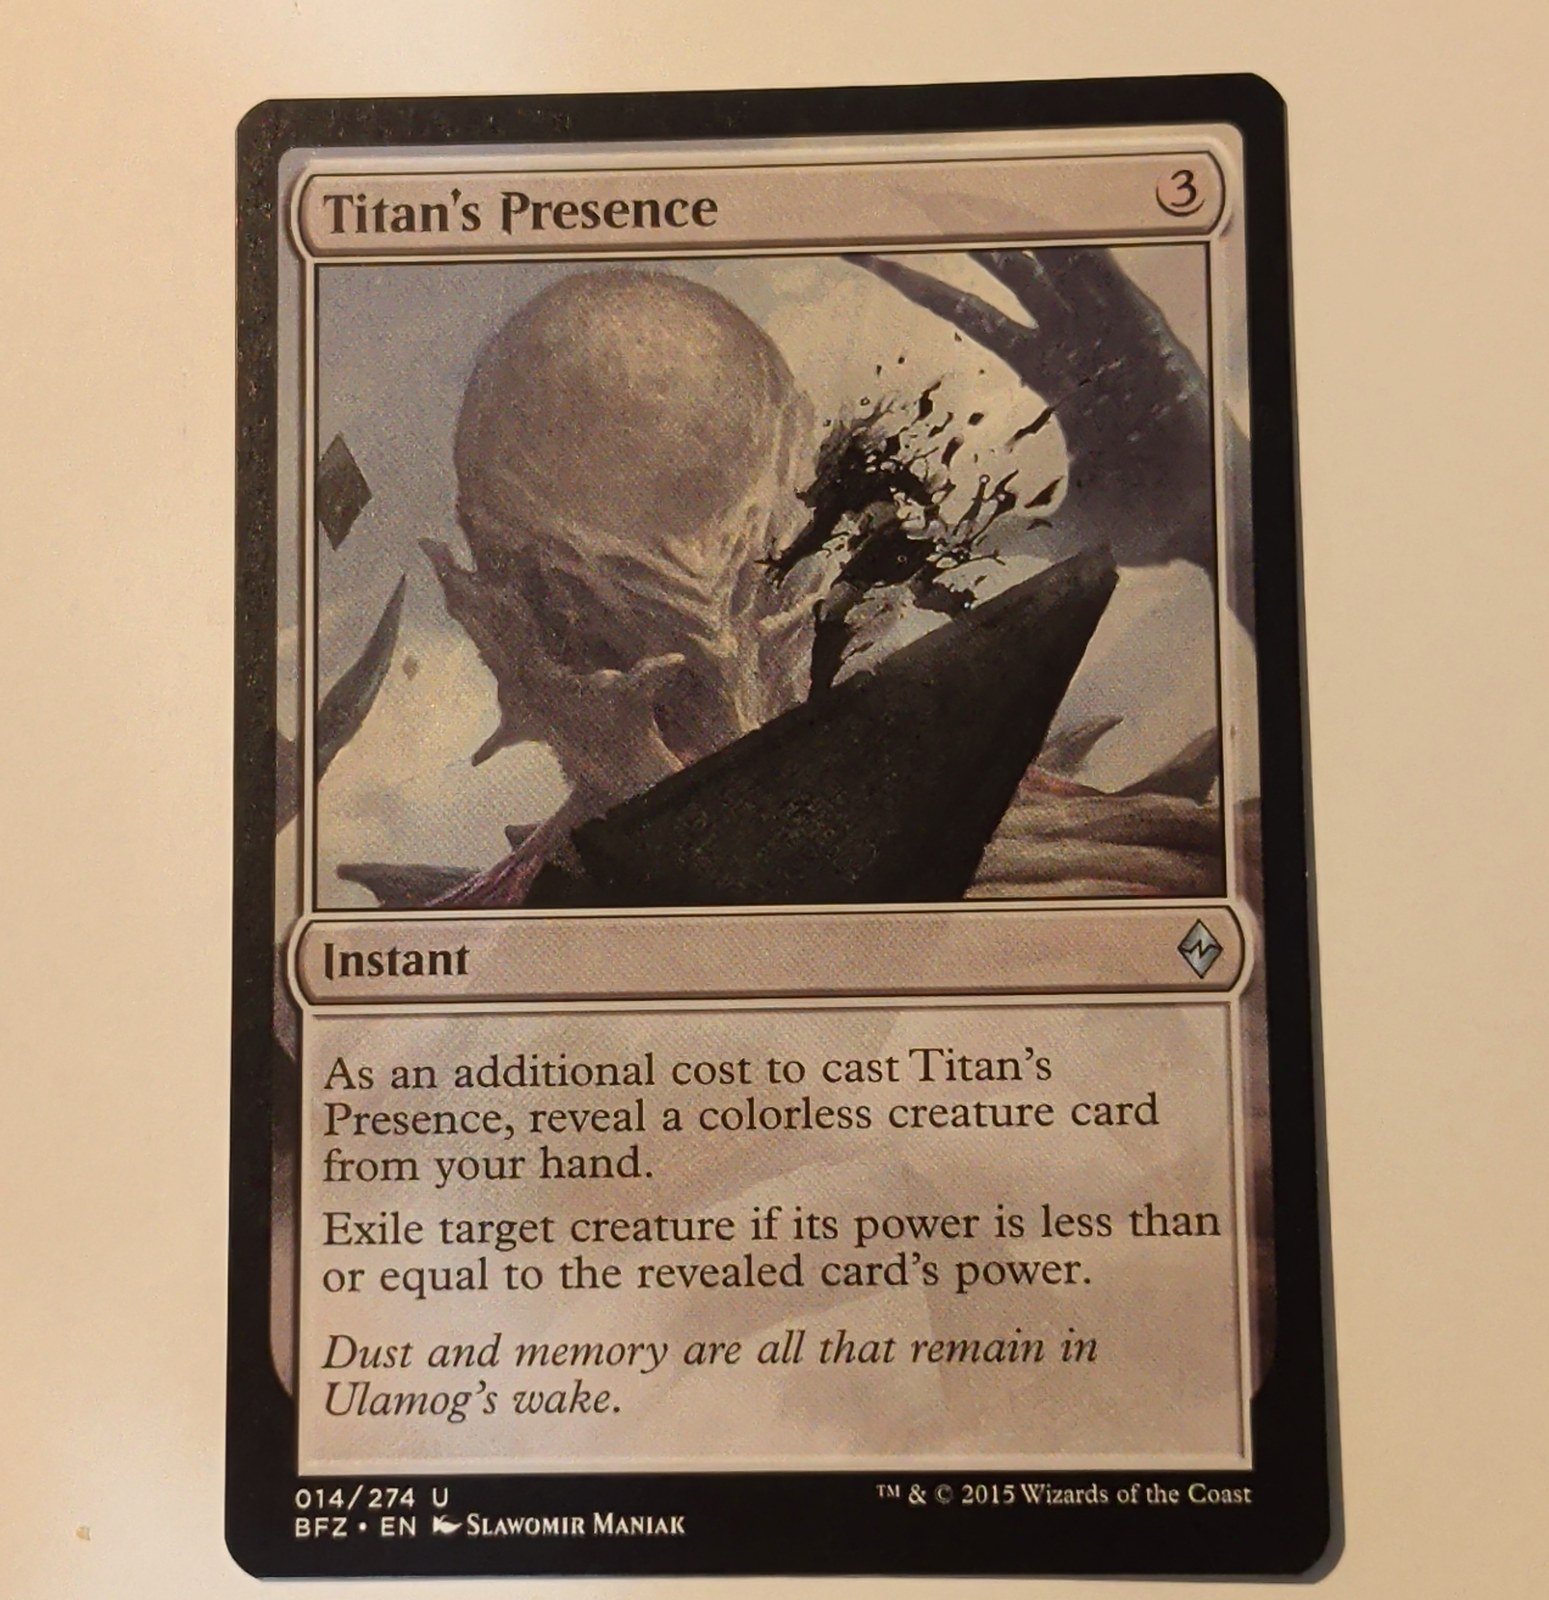 Titan's Presence 3
Instant
As an additional cost to cast Titan's
Presence, reveal a colorless creature card
from your hand.
Exile target creature if its power is less than
or equal to the revealed card's power.
Dust and memory are all that remain in
Ulamog's wake.
014/274 U
BFZ • EN SLAWOMIR MANIAK
™ & © 2015 Wizards of the Coast